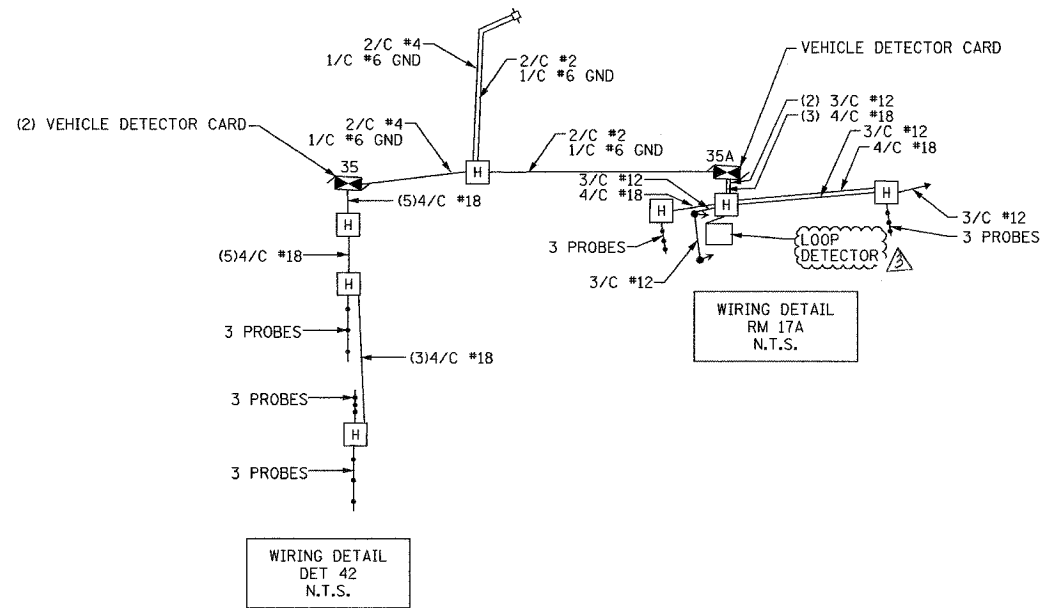 2/C #4
1/C #6 GND
2/C #2
1/C #6 GND
VEHICLE DETECTOR CARD
(2) VEHICLE DETECTOR CARD
2/C #4
1/C #6 GND
2/C #2
1/C #6 GND
(2) 3/C #12
(3) 4/C #18
3/C #12
4/C #18
35
H
35A
3/C #12
4/C #18
H
H
H
3/C #12
3 PROBES
(5)4/C #18
H
3 PROBES
LOOP
DETECTOR
3
3/C #12
(5)4/C #18
H
WIRING DETAIL
RM 17A
N.T.S.
3 PROBES
(3)4/C #18
3 PROBES
H
3 PROBES
WIRING DETAIL
DET 42
N.T.S.